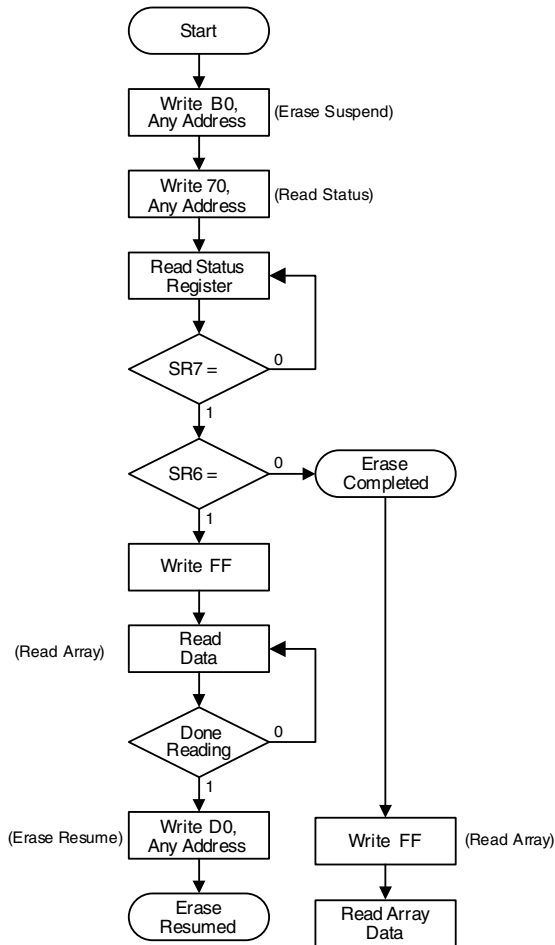 Start
Write B0,
Any Address
(Erase Suspend)
Write 70,
Any Address
(Read Status)
Read Status
Register
SR7 =
0
1
SR6 =
0
Erase
Completed
1
Write FF
(Read Array)
Read
Data
Done
Reading
0
1
(Erase Resume)
Write D0,
Any Address
Write FF
(Read Array)
Erase
Resumed
Read Array
Data